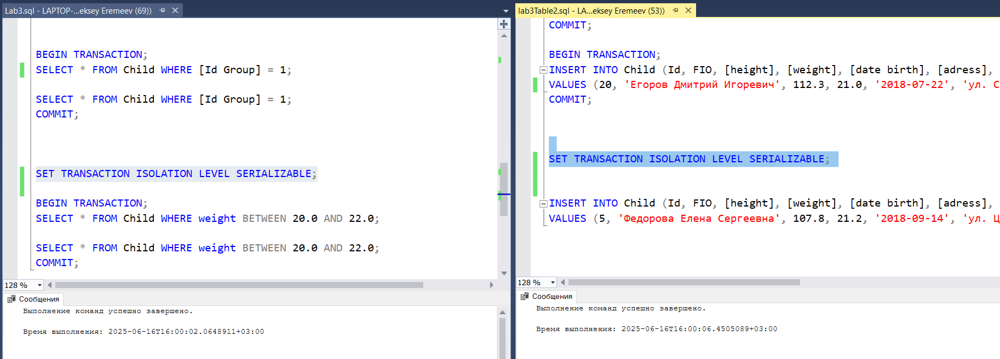 Lab3.sql - LAPTOP-...eksey Eremeev (69))
BEGIN TRANSACTION;
SELECT * FROM Child WHERE [Id Group] = 1;
SELECT * FROM Child WHERE [Id Group] = 1;
COMMIT;
SET TRANSACTION ISOLATION LEVEL SERIALIZABLE;
BEGIN TRANSACTION;
SELECT * FROM Child WHERE weight BETWEEN 20.0 AND 22.0;
SELECT * FROM Child WHERE weight BETWEEN 20.0 AND 22.0;
COMMIT;
128 %
Сообщения
Выполнение команд успешно завершено.
Время выполнения: 2025-06-16T16:00:02.0648911+03:00
lab3Table2.sql - LA...eksey Eremeev (53))
COMMIT;
BEGIN TRANSACTION;
INSERT INTO Child (Id, FIO, [height], [weight], [date birth], [adress],
VALUES (20, 'Егоров Дмитрий Игоревич', 112.3, 21.0, '2018-07-22', 'ул. С
COMMIT;
SET TRANSACTION ISOLATION LEVEL SERIALIZABLE;
INSERT INTO Child (Id, FIO, [height], [weight], [date birth], [adress],
VALUES (5, 'Федорова Елена Сергеевна', 107.8, 21.2, '2018-09-14', 'ул. Ц
128 %
Сообщения
Выполнение команд успешно завершено.
Время выполнения: 2025-06-16T16:00:06.4505089+03:00